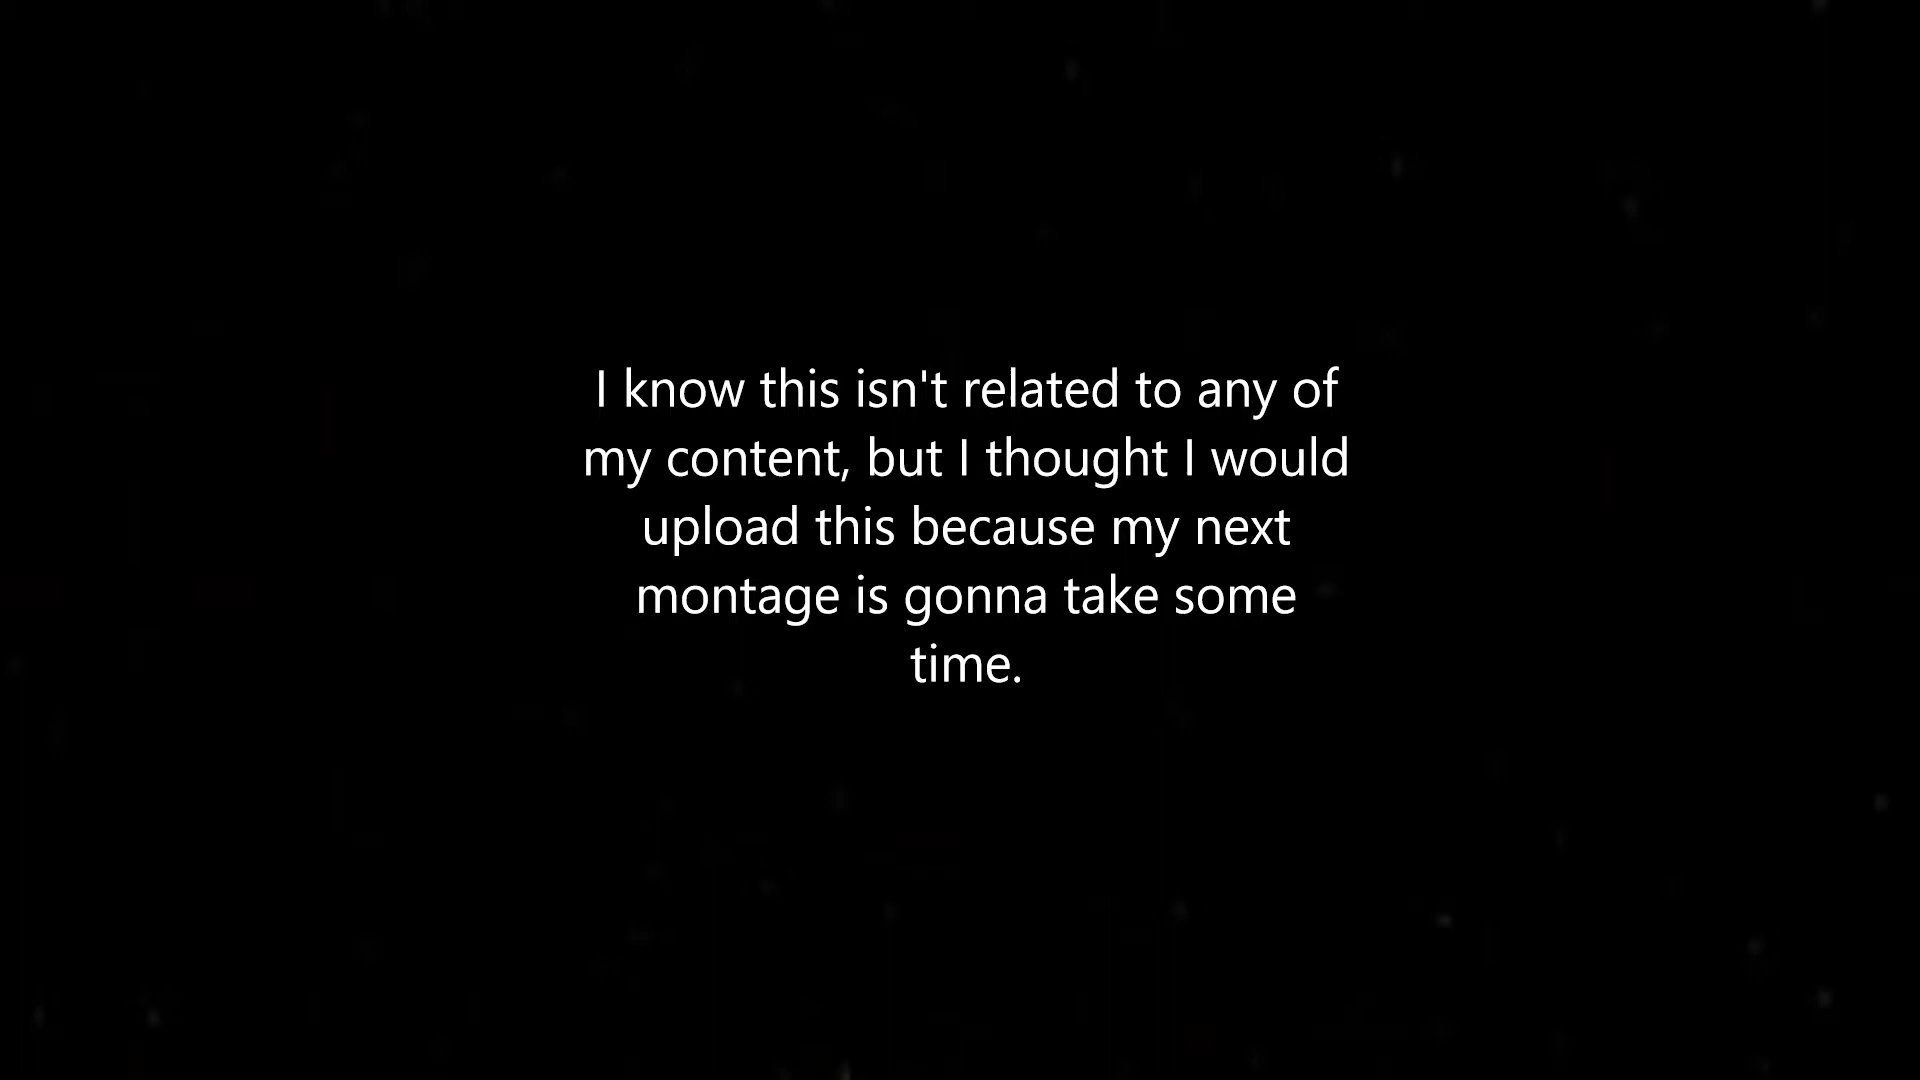 I know this isn't related to any of
my content, but I thought I would
upload this because my next
montage is gonna take some
time.